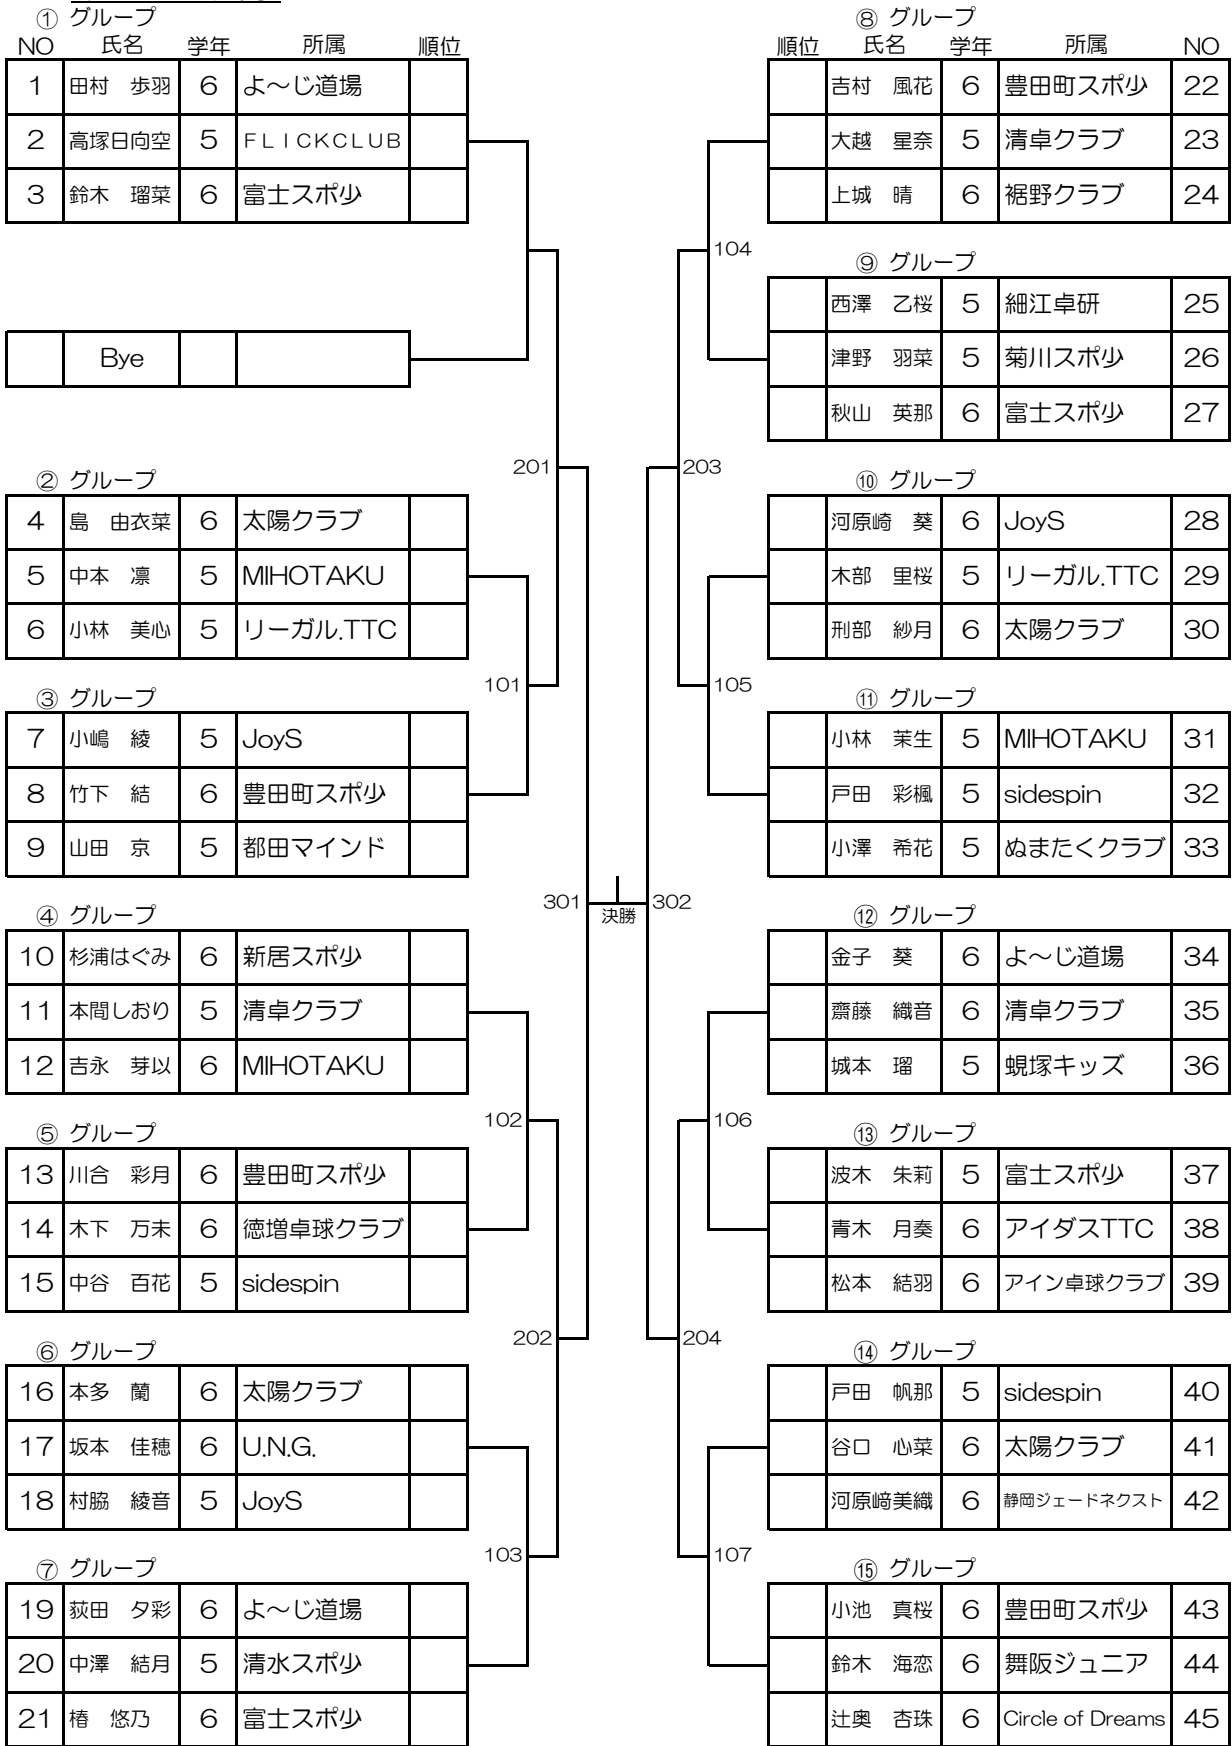 ① グループ
NO 氏名 学年 所属 順位
1 田村　歩羽 6 よ～じ道場
2 高塚日向空 5 ＦＬＩＣＫＣＬＵＢ
3 鈴木　瑠菜 6 富士スポ少
Bye
② グループ
4 島　由衣菜 6 太陽クラブ
5 中本　凛 5 MIHOTAKU
6 小林　美心 5 リーガル.TTC
③ グループ
7 小嶋　綾 5 JoyS
8 竹下　結 6 豊田町スポ少
9 山田　京 5 都田マインド
④ グループ
10 杉浦はぐみ 6 新居スポ少
11 本間しおり 5 清卓クラブ
12 吉永　芽以 6 MIHOTAKU
⑤ グループ
13 川合　彩月 6 豊田町スポ少
14 木下　万未 6 徳増卓球クラブ
15 中谷　百花 5 sidespin
⑥ グループ
16 本多　蘭 6 太陽クラブ
17 坂本　佳穂 6 U.N.G.
18 村脇　綾音 5 JoyS
⑦ グループ
19 荻田　夕彩 6 よ～じ道場
20 中澤　結月 5 清水スポ少
21 椿　悠乃 6 富士スポ少
101
102
103
201
202
301
決勝
302
203
204
104
105
106
107
⑧ グループ
順位 氏名 学年 所属 NO
吉村　風花 6 豊田町スポ少 22
大越　星奈 5 清卓クラブ 23
上城　晴 6 裾野クラブ 24
⑨ グループ
西澤　乙桜 5 細江卓研 25
津野　羽菜 5 菊川スポ少 26
秋山　英那 6 富士スポ少 27
⑩ グループ
河原崎　葵 6 JoyS 28
木部　里桜 5 リーガル.TTC 29
刑部　紗月 6 太陽クラブ 30
⑪ グループ
小林　茉生 5 MIHOTAKU 31
戸田　彩楓 5 sidespin 32
小澤　希花 5 ぬまたくクラブ 33
⑫ グループ
金子　葵 6 よ～じ道場 34
齋藤　織音 6 清卓クラブ 35
城本　瑠 5 蜆塚キッズ 36
⑬ グループ
波木　朱莉 5 富士スポ少 37
青木　月奏 6 アイダスTTC 38
松本　結羽 6 アイン卓球クラブ 39
⑭ グループ
戸田　帆那 5 sidespin 40
谷口　心菜 6 太陽クラブ 41
河原﨑美織 6 静岡ジェードネクスト 42
⑮ グループ
小池　真桜 6 豊田町スポ少 43
鈴木　海恋 6 舞阪ジュニア 44
辻奥　杏珠 6 Circle of Dreams 45